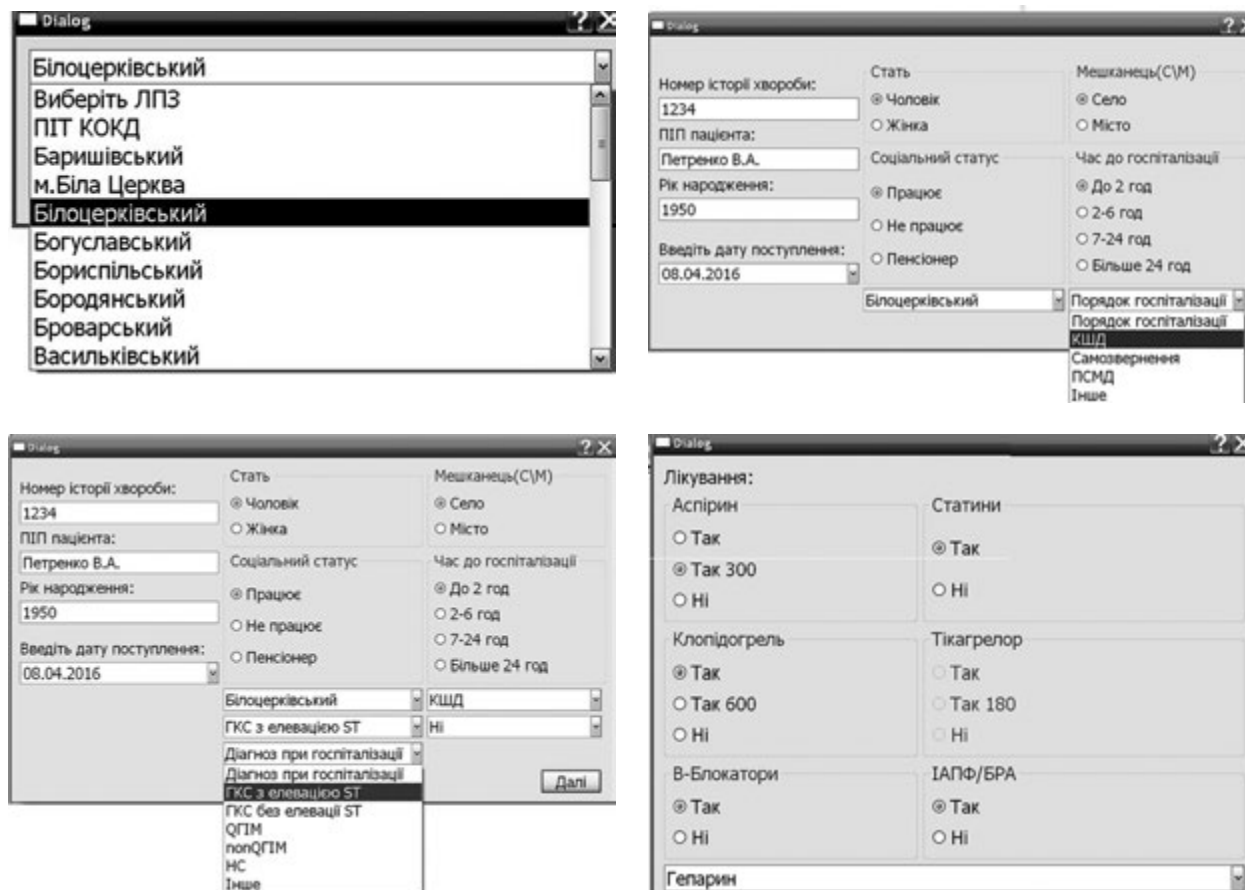 Dialog
Білоцерківський
Виберіть ЛПЗ
ПІТ КОКД
Баришівський
м.Біла Церква
Білоцерківський
Богуславський
Бориспільський
Бородянський
Броварський
Васильківський
Dialog
Номер історії хвороби:
1234
ПІП пацієнта:
Петренко В.А.
Рік народження:
1950
Введіть дату поступлення:
08.04.2016
Стать
Чоловік
Жінка
Соціальний статус
Працює
Не працює
Пенсіонер
Білоцерківський
Мешканець(С\М)
Село
Місто
Час до госпіталізації
До 2 год
2-6 год
7-24 год
Більше 24 год
Порядок госпіталізації
Порядок госпіталізації
КШД
Самозвернення
ПСМД
Інше
Dialog
Номер історії хвороби:
1234
ПІП пацієнта:
Петренко В.А.
Рік народження:
1950
Введіть дату поступлення:
08.04.2016
Стать
Чоловік
Жінка
Соціальний статус
Працює
Не працює
Пенсіонер
Мешканець(С\М)
Село
Місто
Час до госпіталізації
До 2 год
2-6 год
7-24 год
Більше 24 год
Білоцерківський
КШД
ГКС з елевацією ST
Ні
Діагноз при госпіталізації
Діагноз при госпіталізації
ГКС з елевацією ST
ГКС без елевації ST
QГІМ
nonQГІМ
НС
Інше
Далі
Dialog
Лікування:
Аспірин
Так
Так 300
Ні
Статини
Так
Ні
Клопідогрель
Так
Так 600
Ні
Тікагрелор
Так
Так 180
Ні
В-Блокатори
Так
Ні
ІАПФ/БРА
Так
Ні
Гепарин